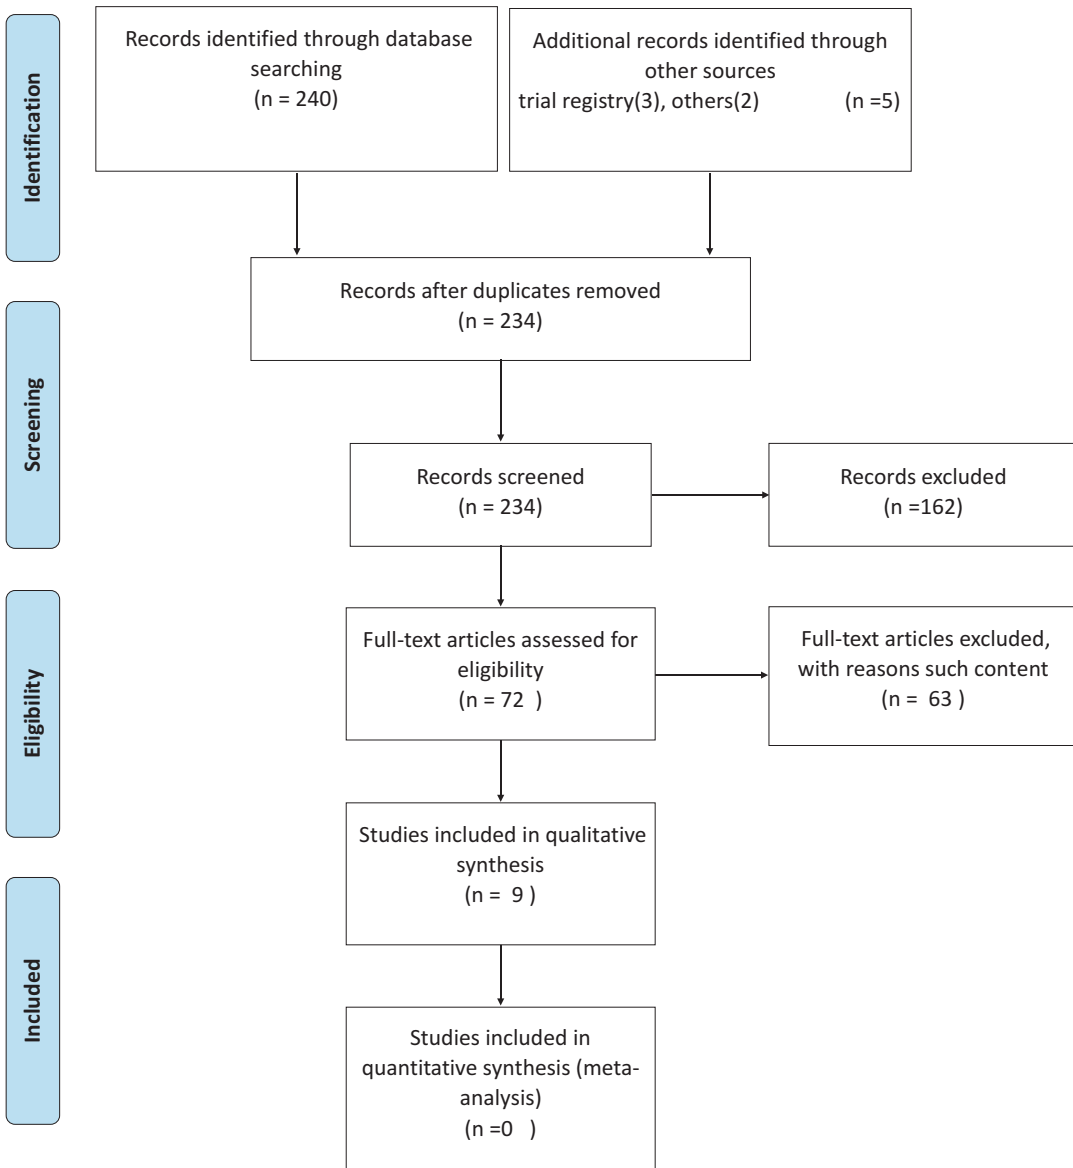 Identification
Records identified through database
searching
(n = 240)
Additional records identified through
other sources
trial registry(3), others(2) (n =5)
Records after duplicates removed
(n = 234)
Screening
Records screened
(n = 234)
Records excluded
(n =162)
Eligibility
Full-text articles assessed for
eligibility
(n = 72 )
Full-text articles excluded,
with reasons such content
(n = 63 )
Studies included in qualitative
synthesis
(n = 9 )
Included
Studies included in
quantitative synthesis (meta-
analysis)
(n =0 )